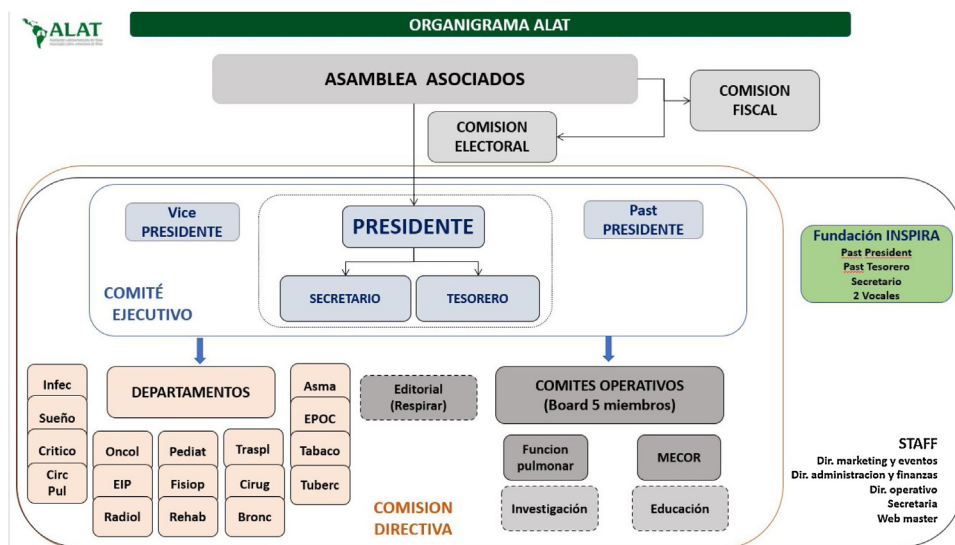 ALAT
ORGANIGRAMA ALAT
ASAMBLEA ASOCIADOS
COMISION
FISCAL
COMISION
ELECTORAL
Vice
PRESIDENTE
PRESIDENTE
Past
PRESIDENTE
SECRETARIO
TESORERO
COMITÉ
EJECUTIVO
Fundación INSPIRA
Past President
Past Tesorero
Secretario
2 Vocales
DEPARTAMENTOS
Infec
Sueño
Critico
Circ
Pul
Oncol
EIP
Radiol
Pediat
Fisiop
Rehab
Traspl
Cirug
Bronc
Asma
EPOC
Tabaco
Tuberc
Editorial
(Respirar)
COMITES OPERATIVOS
(Board 5 miembros)
Funcion
pulmonar
MECOR
Investigación
Educación
COMISION
DIRECTIVA
STAFF
Dir. marketing y eventos
Dir. administracion y finanzas
Dir. operativo
Secretaria
Web master